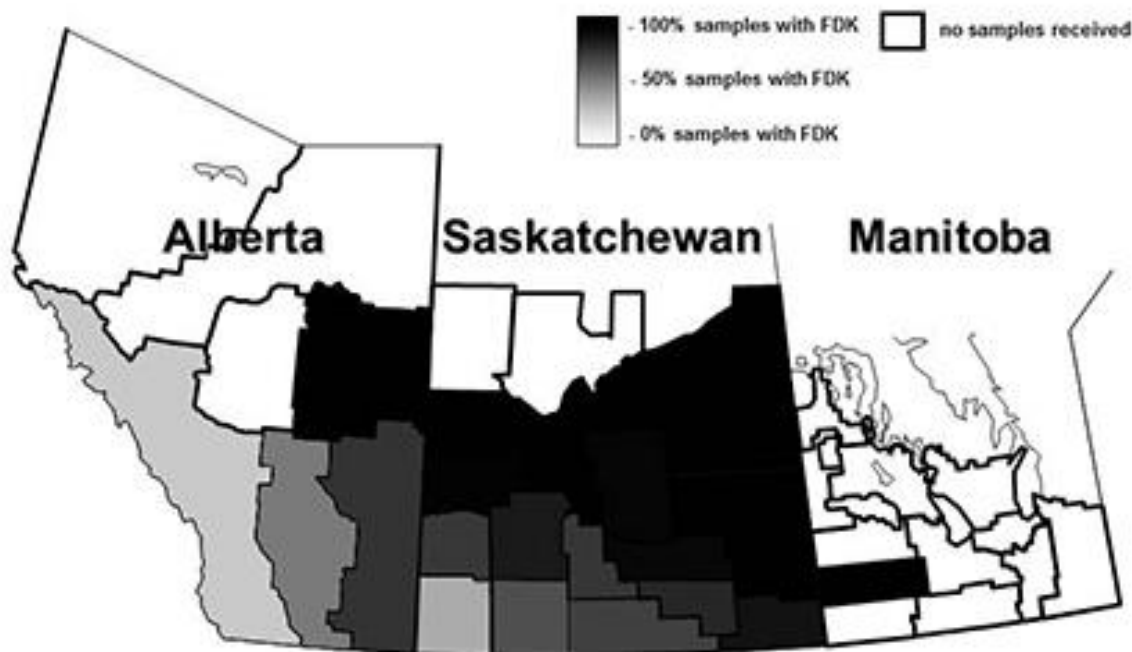 - 100% samples with FDK
no samples received
- 50% samples with FDK
- 0% samples with FDK
Alberta
Saskatchewan
Manitoba